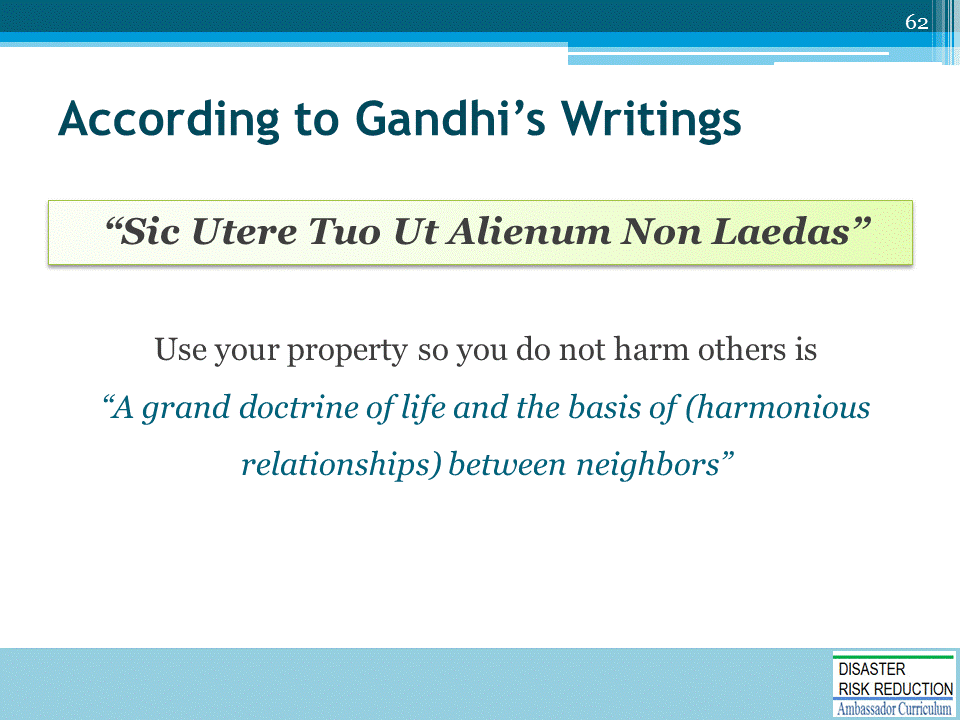 62
According to Gandhi’s Writings
“Sic Utere Tuo Ut Alienum Non Laedas”
Use your property so you do not harm others is
“A grand doctrine of life and the basis of (harmonious
relationships) between neighbors”
DISASTER
RISK REDUCTION
Ambassador Curriculum